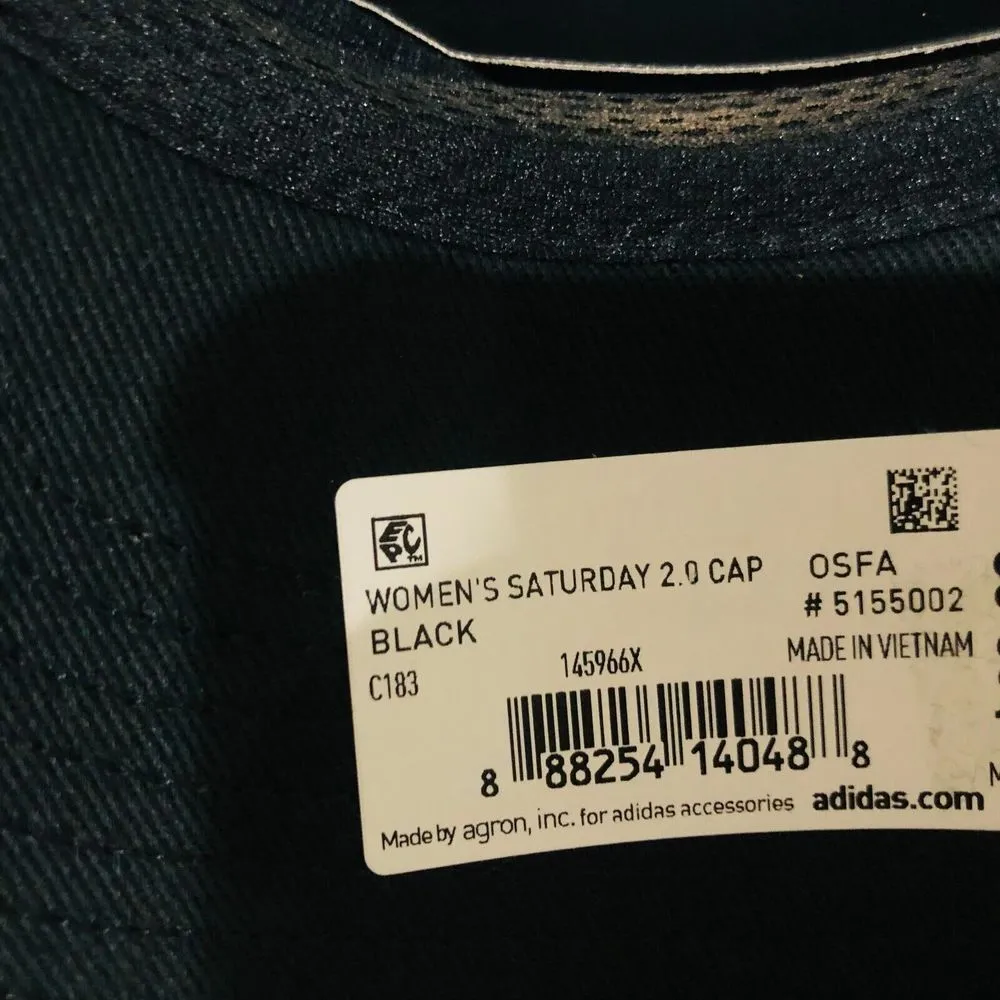 EPC™
WOMEN'S SATURDAY 2.0 CAP
BLACK
C183
145966X
OSFA
# 5155002
MADE IN VIETNAM
8 88254 14048 8
Made by agron, inc. for adidas accessories adidas.com